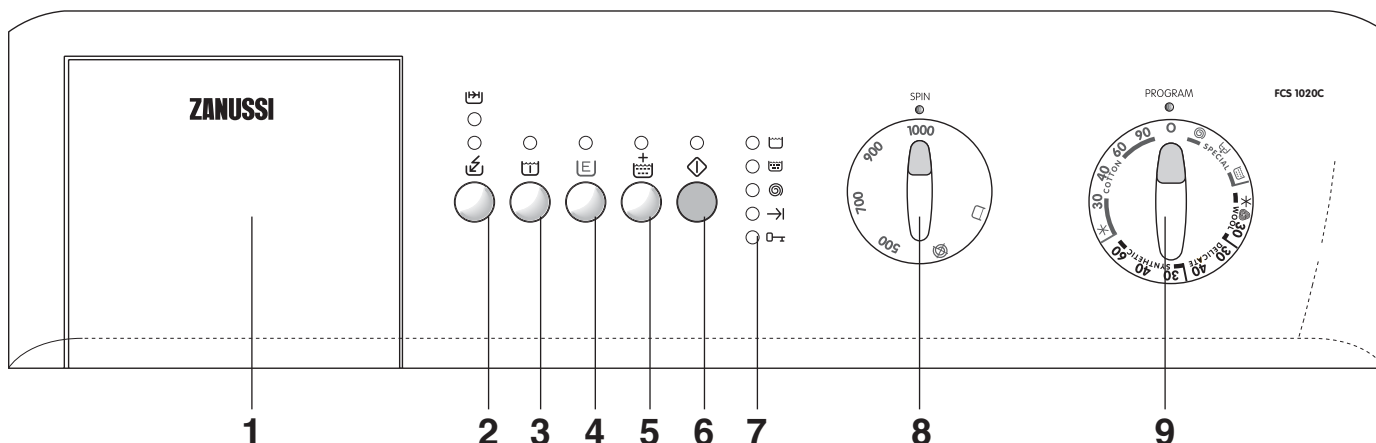 ZANUSSI
E
SPIN
1000
900
700
500
PROGRAM
O
90
60
40
30
COTTON
SPECIAL
WOOL
30
DELICATE
30
40
SYNTHETIC
30
40
60
FCS 1020C
1 2 3 4 5 6 7 8 9